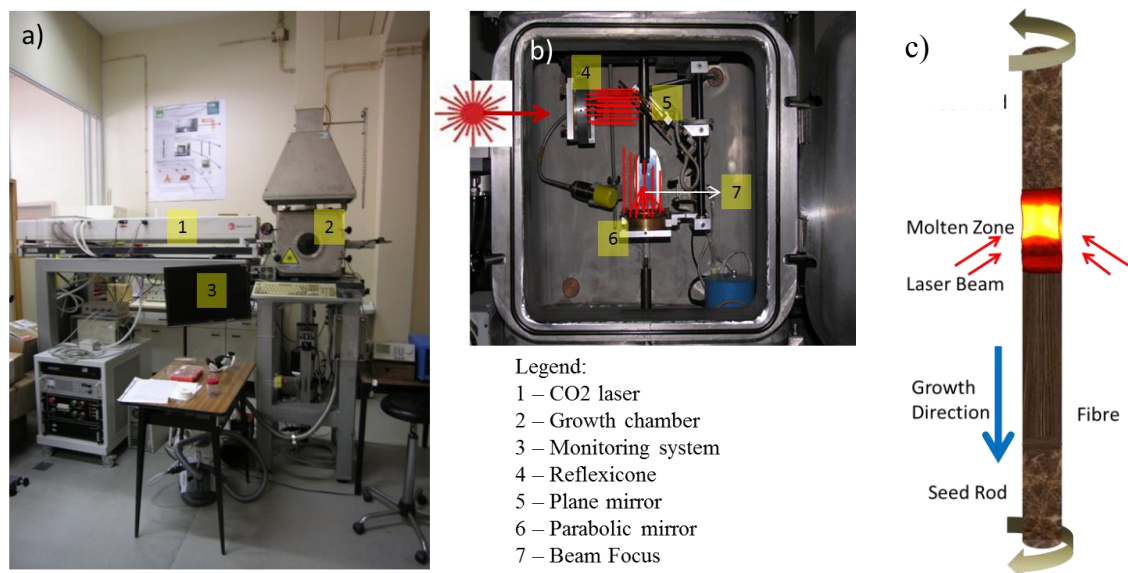 a)
1
2
3
b)
4
5
6
7
Legend:
1 – CO2 laser
2 – Growth chamber
3 – Monitoring system
4 – Reflexicone
5 – Plane mirror
6 – Parabolic mirror
7 – Beam Focus
c)
Molten Zone
Laser Beam
Growth
Direction
Fibre
Seed Rod